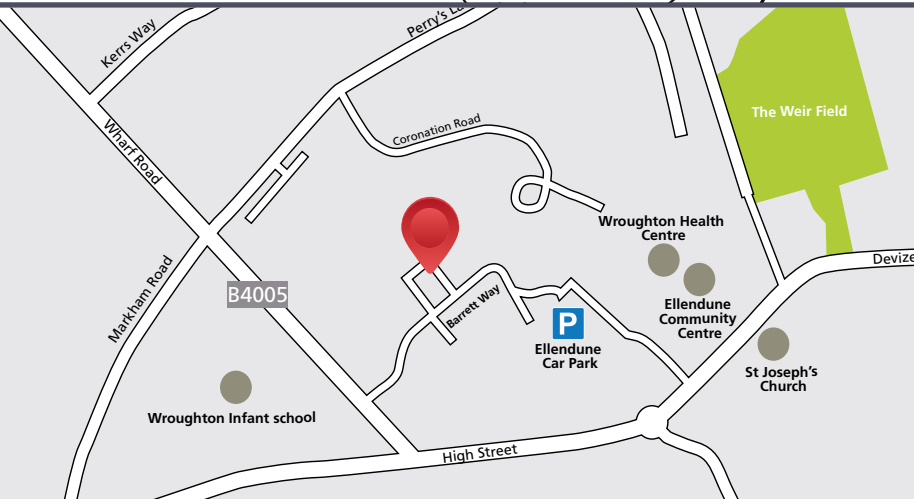 Perry's La
Kerrs Way
The Weir Field
Coronation Road
Wharf Road
Wroughton Health
Centre
Devize
Markham Road
B4005
Barrett Way
Ellendune
Community
Centre
P
Ellendune
Car Park
St Joseph's
Church
Wroughton Infant school
High Street